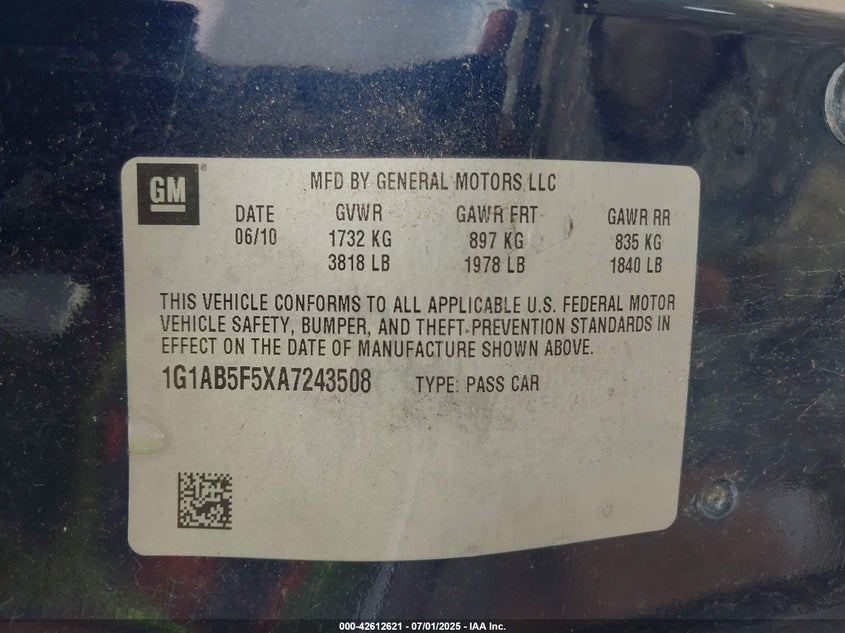 GM ® MFD BY GENERAL MOTORS LLC
DATE GVWR GAWR FRT GAWR RR
06/10 1732 KG 897 KG 835 KG
3818 LB 1978 LB 1840 LB
THIS VEHICLE CONFORMS TO ALL APPLICABLE U.S. FEDERAL MOTOR
VEHICLE SAFETY, BUMPER, AND THEFT PREVENTION STANDARDS IN
EFFECT ON THE DATE OF MANUFACTURE SHOWN ABOVE.
1G1AB5F5XA7243508 TYPE: PASS CAR
000-42612621 - 07/01/2025 - IAA Inc.